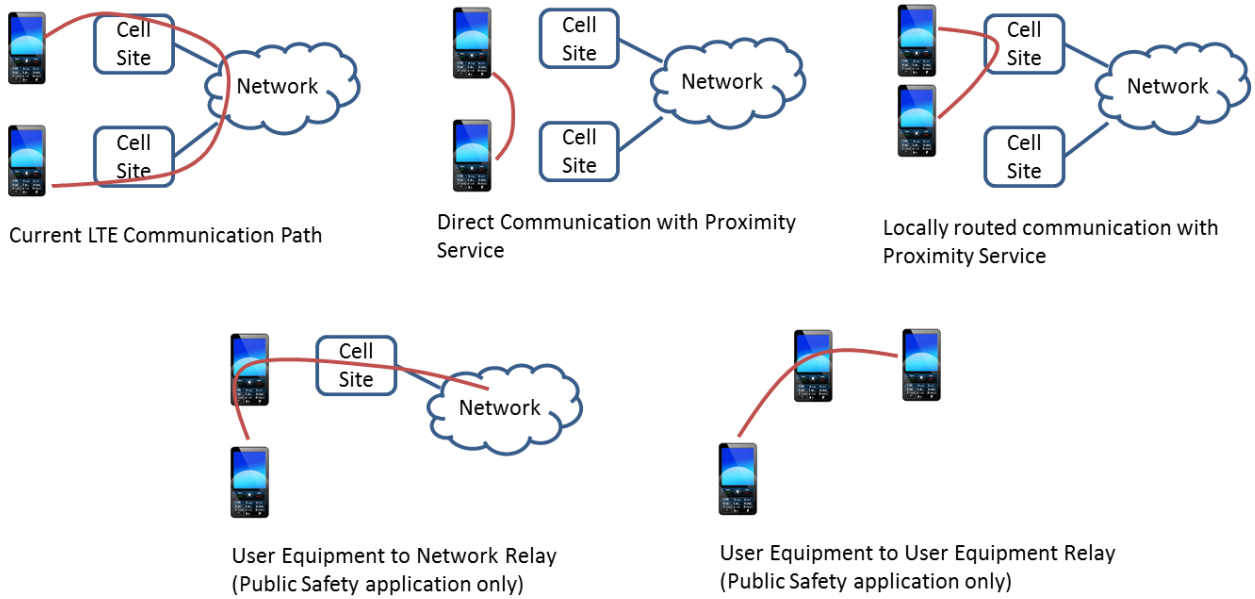 Cell
Site
Network
Cell
Site
Current LTE Communication Path
Cell
Site
Network
Cell
Site
Direct Communication with Proximity
Service
Cell
Site
Network
Cell
Site
Locally routed communication with
Proximity Service
Cell
Site
Network
User Equipment to Network Relay
(Public Safety application only)
User Equipment to User Equipment Relay
(Public Safety application only)